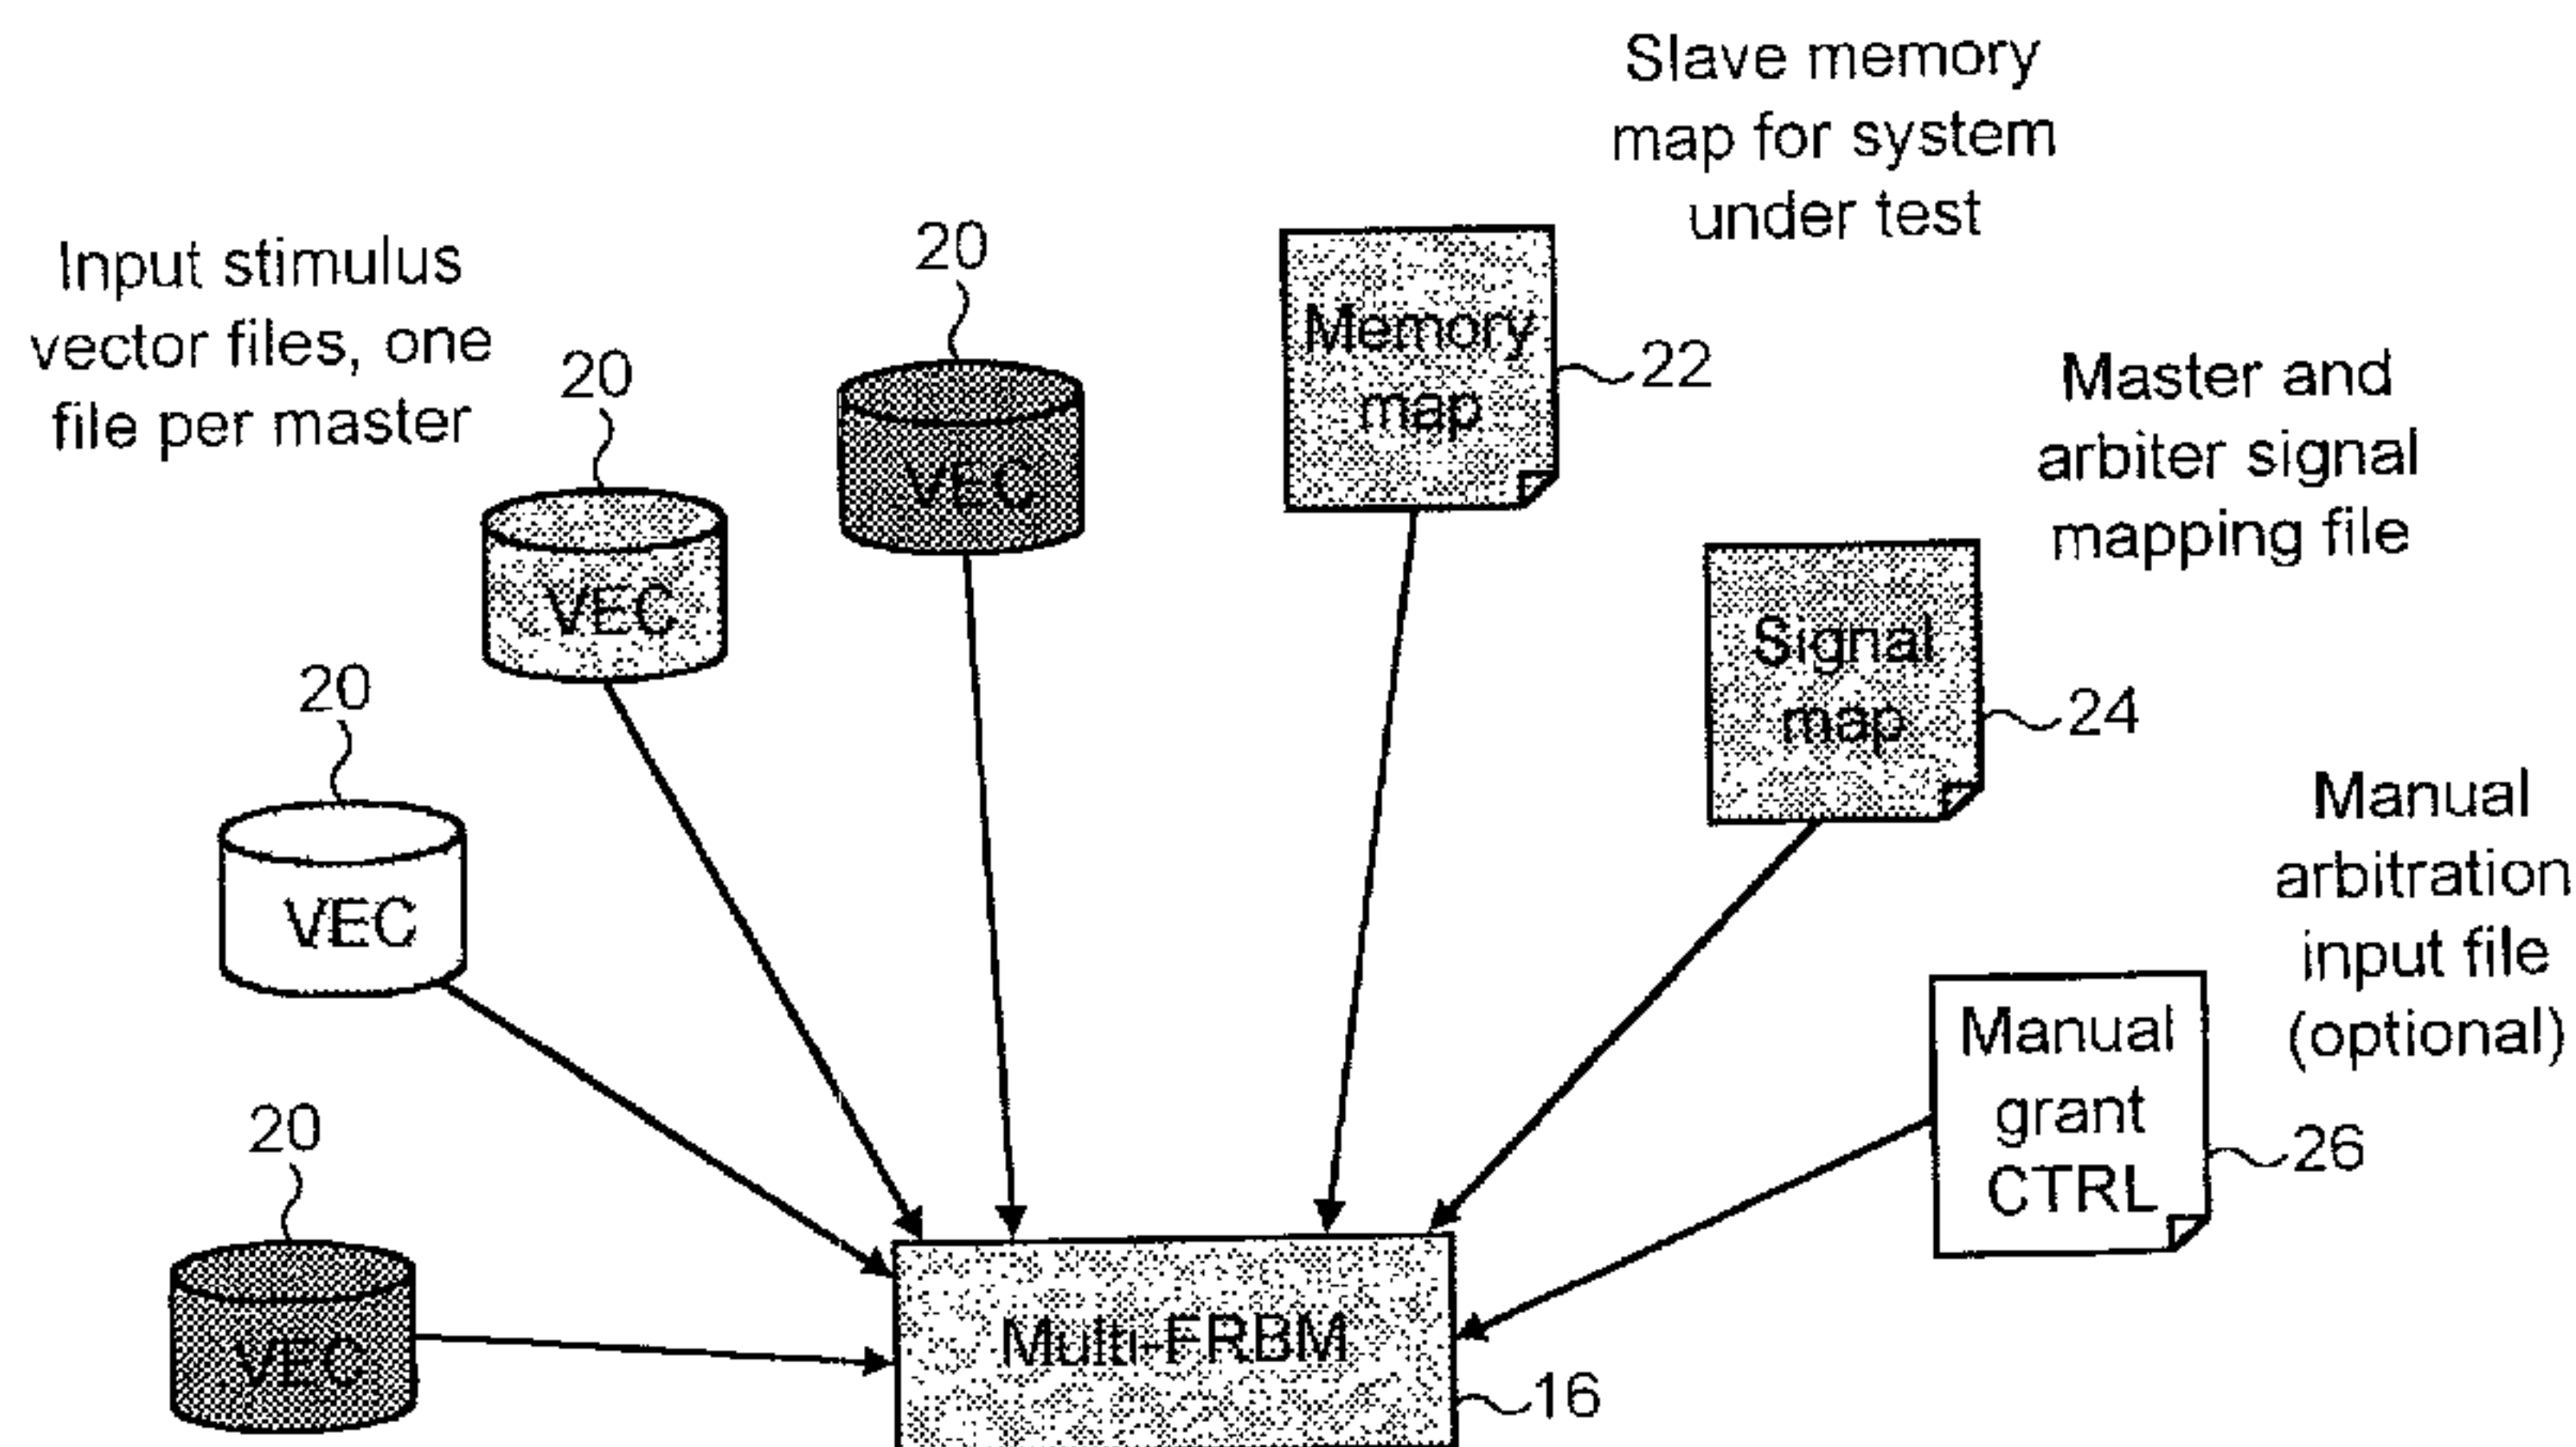 Slave memory
map for system
under test
Input stimulus
vector files, one
file per master
20
20
20
20
VEC
VEC
VEC
VEC
Memory
map
22
Master and
arbiter signal
mapping file
Signal
map
24
Manual
arbitration
input file
(optional)
Manual
grant
CTRL
26
Multi-FRBM
16